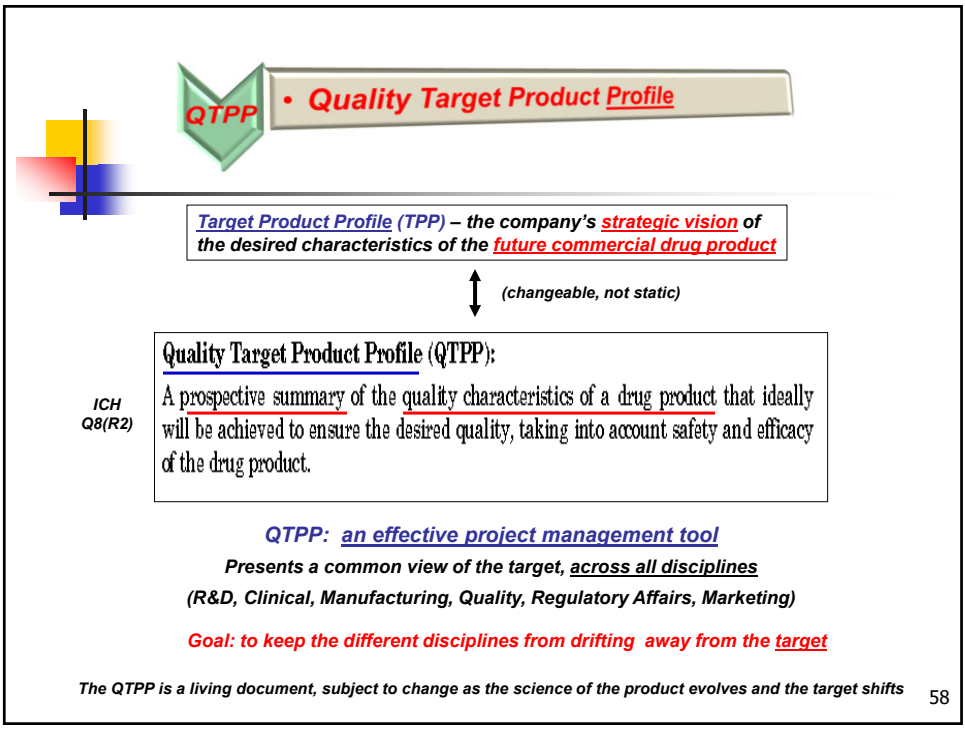 QTPP
• Quality Target Product Profile
Target Product Profile (TPP) – the company's strategic vision of
the desired characteristics of the future commercial drug product
(changeable, not static)
Quality Target Product Profile (QTPP):
A prospective summary of the quality characteristics of a drug product that ideally
will be achieved to ensure the desired quality, taking into account safety and efficacy
of the drug product.
ICH
Q8(R2)
QTPP: an effective project management tool
Presents a common view of the target, across all disciplines
(R&D, Clinical, Manufacturing, Quality, Regulatory Affairs, Marketing)
Goal: to keep the different disciplines from drifting away from the target
The QTPP is a living document, subject to change as the science of the product evolves and the target shifts
58